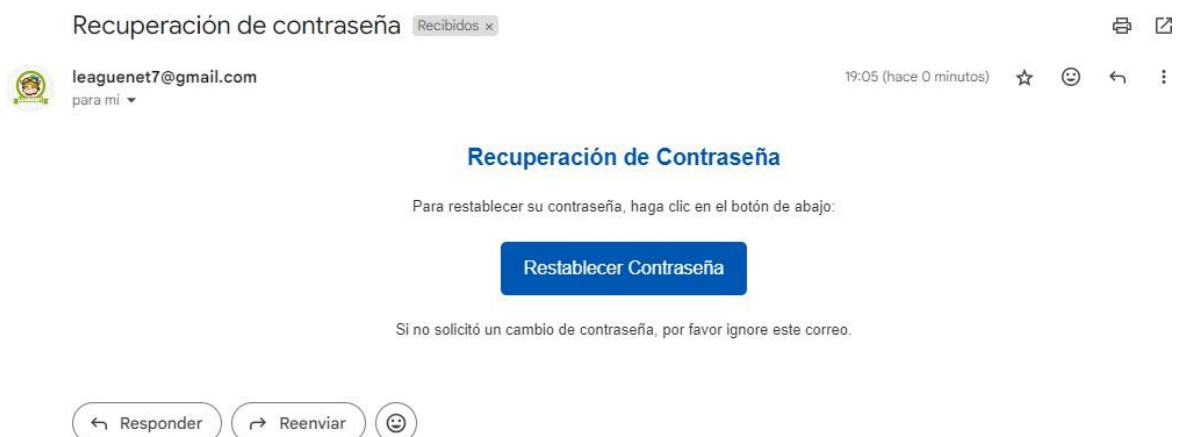 Recuperación de contraseña Recibidos ×
leaguenet7@gmail.com 19:05 (hace 0 minutos)
para mí
Recuperación de Contraseña
Para restablecer su contraseña, haga clic en el botón de abajo:
Restablecer Contraseña
Si no solicitó un cambio de contraseña, por favor ignore este correo.
Responder Reenviar